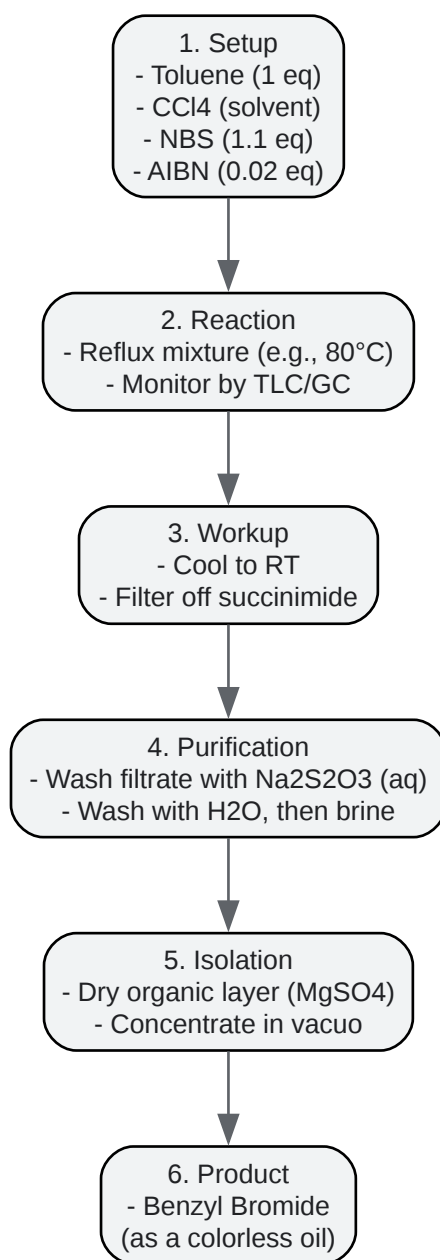 1. Setup
- Toluene (1 eq)
- CCl4 (solvent)
- NBS (1.1 eq)
- AIBN (0.02 eq)
2. Reaction
- Reflux mixture (e.g., 80°C)
- Monitor by TLC/GC
3. Workup
- Cool to RT
- Filter off succinimide
4. Purification
- Wash filtrate with Na2S2O3 (aq)
- Wash with H2O, then brine
5. Isolation
- Dry organic layer (MgSO4)
- Concentrate in vacuo
6. Product
- Benzyl Bromide
(as a colorless oil)